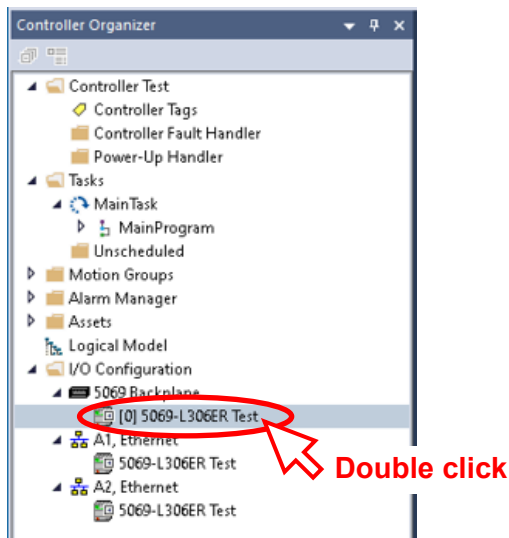 Controller Organizer
Controller Test
Controller Tags
Controller Fault Handler
Power-Up Handler
Tasks
MainTask
MainProgram
Unscheduled
Motion Groups
Alarm Manager
Assets
Logical Model
I/O Configuration
5069 Backplane
[0] 5069-L306ER Test
A1, Ethernet
5069-L306ER Test
Double click
A2, Ethernet
5069-L306ER Test